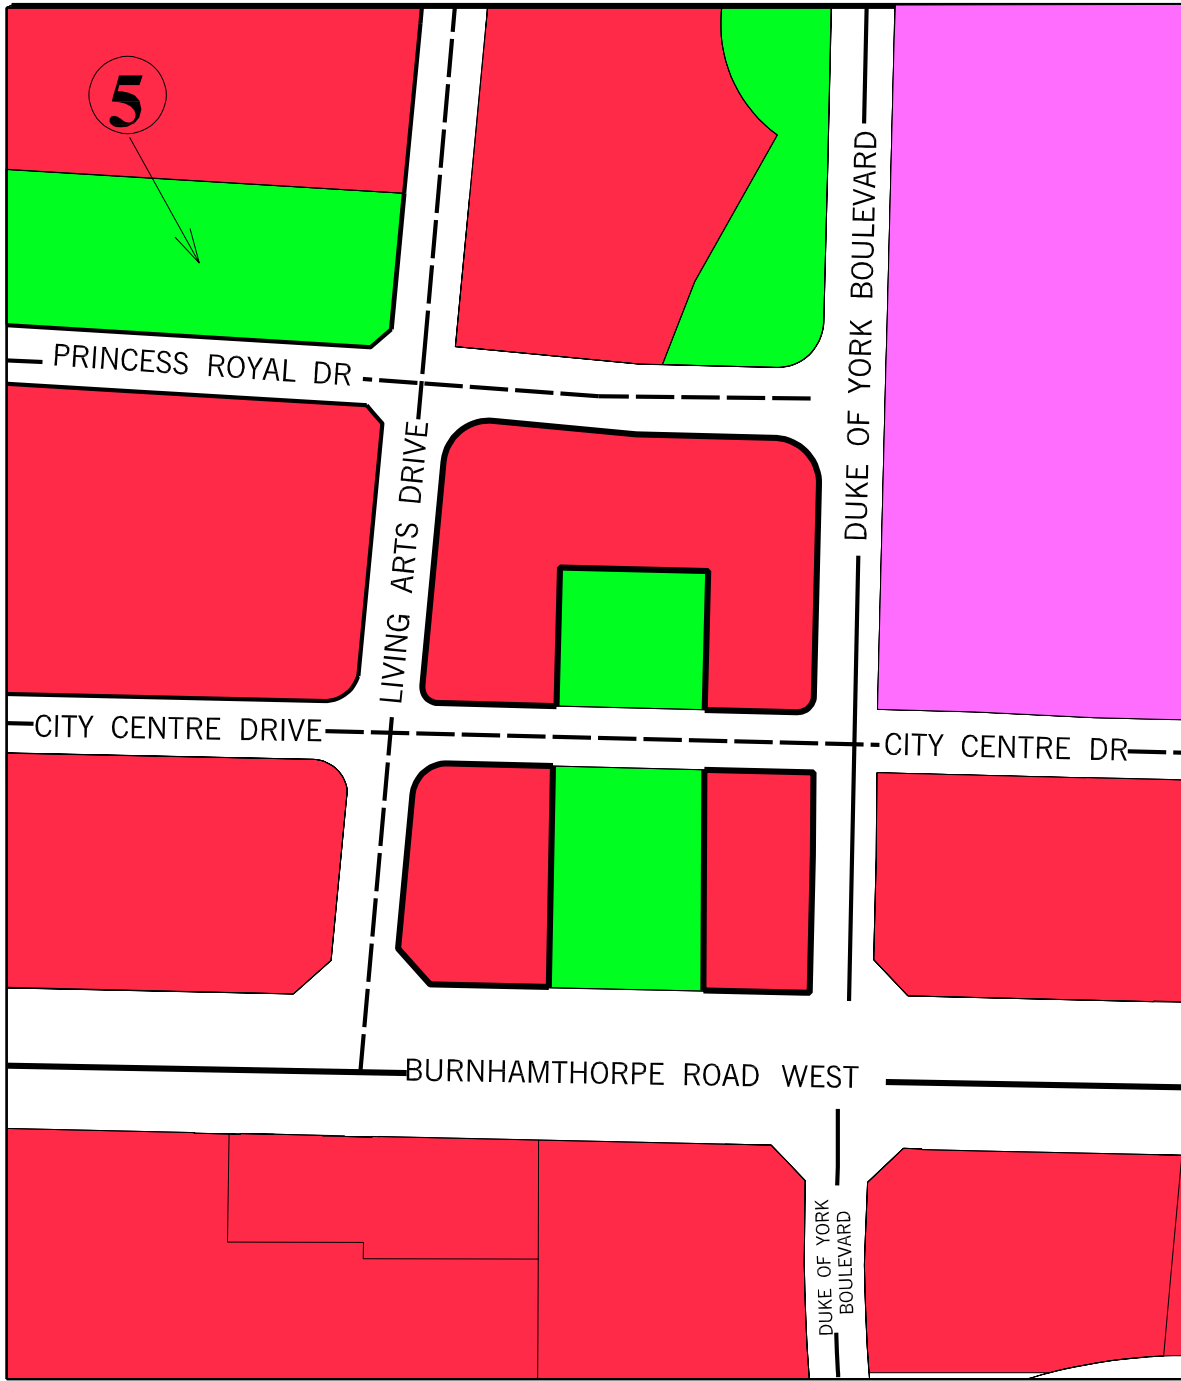 5
DUKE OF YORK BOULEVARD
PRINCESS ROYAL DR
LIVING ARTS DRIVE
CITY CENTRE DRIVE
CITY CENTRE DR
BURNHAMTHORPE ROAD WEST
DUKE OF YORK
BOULEVARD